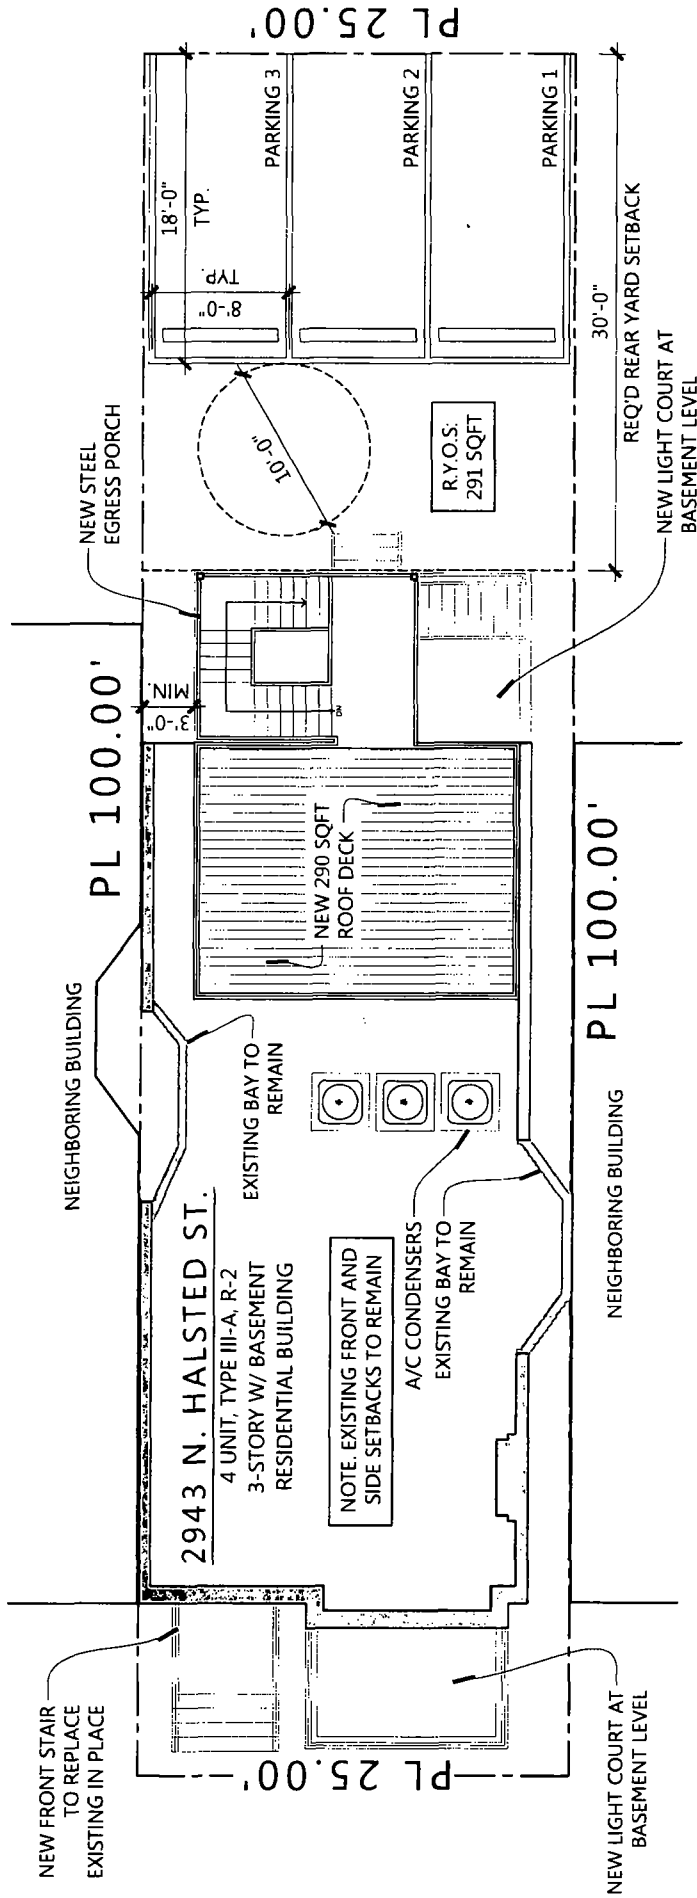 NEW FRONT STAIR
TO REPLACE
EXISTING IN PLACE
NEIGHBORING BUILDING
PL 100.00'
NEW STEEL
EGRESS PORCH
3'-0"
MIN.
18'-0"
TYP.
8'-0"
TYP.
PL 25.00'
PARKING 3
PARKING 2
PARKING 1
10'-0"
R.Y.O.S:
291 SQFT
2943 N. HALSTED ST.
4 UNIT, TYPE III-A, R-2
3-STORY W/ BASEMENT
RESIDENTIAL BUILDING
EXISTING BAY TO
REMAIN
NEW 290 SQFT
ROOF DECK
NOTE. EXISTING FRONT AND
SIDE SETBACKS TO REMAIN
A/C CONDENSERS
EXISTING BAY TO
REMAIN
PL 25.00'
NEW LIGHT COURT AT
BASEMENT LEVEL
NEIGHBORING BUILDING
PL 100.00'
30'-0"
REQ'D REAR YARD SETBACK
NEW LIGHT COURT AT
BASEMENT LEVEL